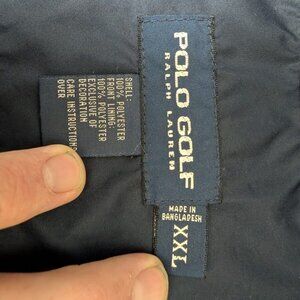 POLO GOLF
RALPH LAUREN
XXL
MADE IN
BANGLADESH
SHELL:
100% POLYESTER
FRONT LINING:
100% POLYESTER
EXCLUSIVE OF
DECORATION
CARE INSTRUCTIONS
OVER